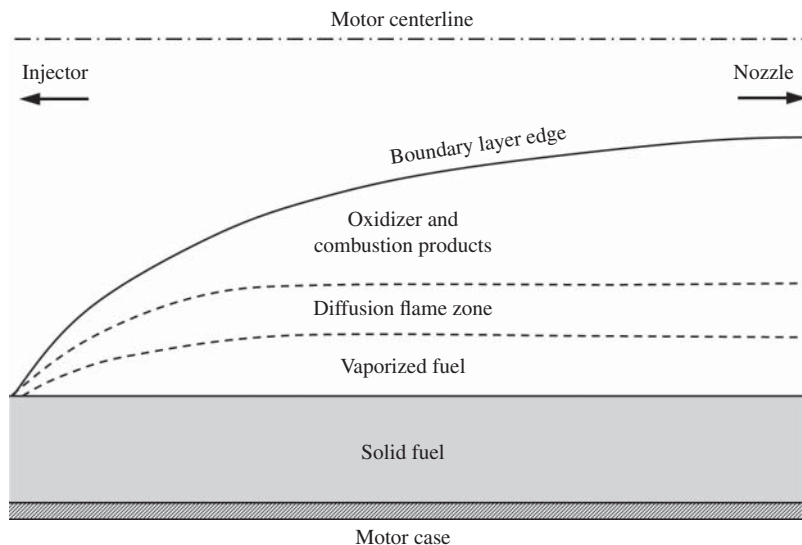 Motor centerline
Injector
Nozzle
Boundary layer edge
Oxidizer and
combustion products
Diffusion flame zone
Vaporized fuel
Solid fuel
Motor case